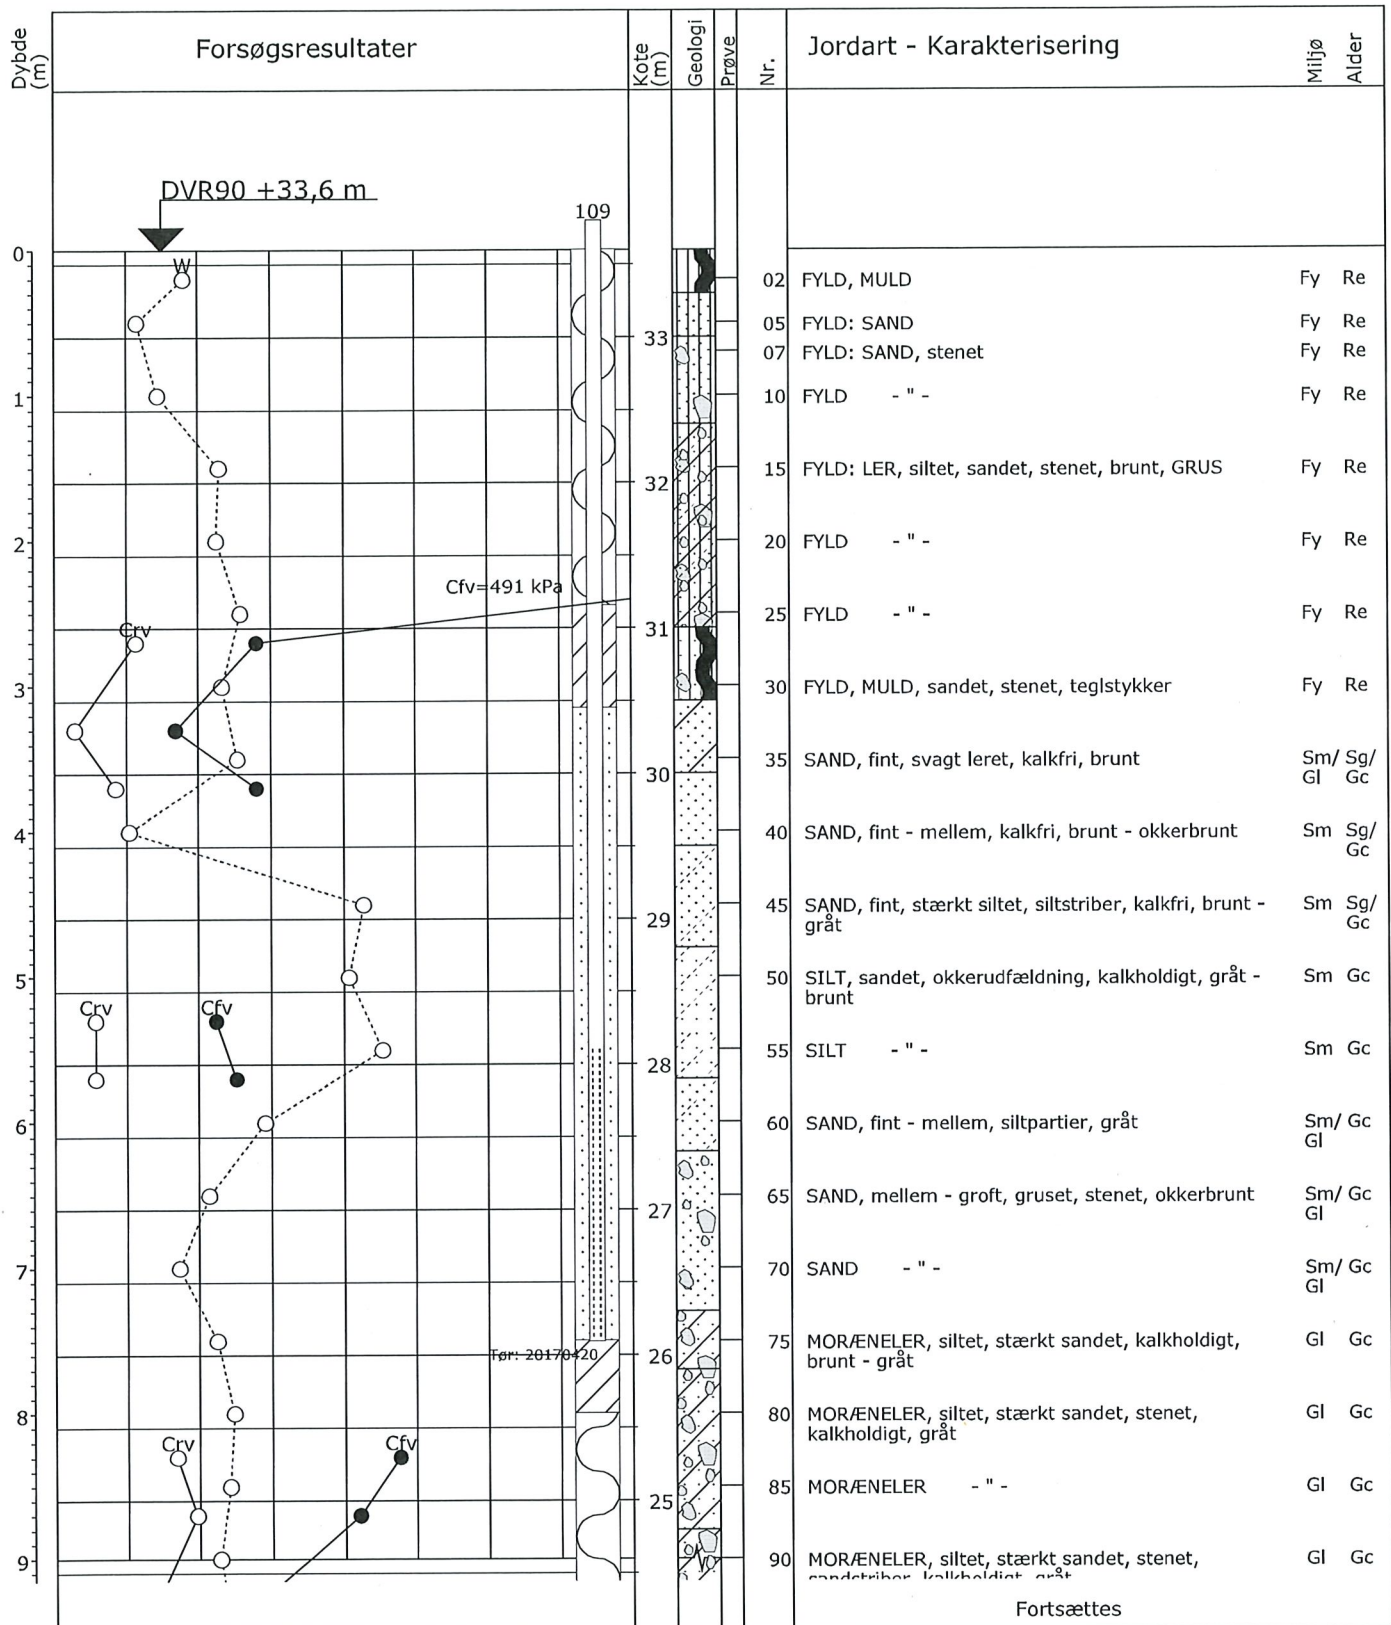 Dybde
(m)
Forsøgsresultater
Kote
(m)
Geologi
Prøve
Nr.
Jordart - Karakterisering
Miljø
Alder
DVR90 +33,6 m
109
0
W
02 FYLD, MULD Fy Re
05 FYLD: SAND Fy Re
33
07 FYLD: SAND, stenet Fy Re
1
10 FYLD - " - Fy Re
15 FYLD: LER, siltet, sandet, stenet, brunt, GRUS Fy Re
32
2
20 FYLD - " - Fy Re
Cfv=491 kPa
25 FYLD - " - Fy Re
Crv
31
3
30 FYLD, MULD, sandet, stenet, teglstykker Fy Re
35 SAND, fint, svagt leret, kalkfri, brunt Sm/ Sg/
Gl Gc
30
4
40 SAND, fint - mellem, kalkfri, brunt - okkerbrunt Sm Sg/
Gc
45 SAND, fint, stærkt siltet, siltstriber, kalkfri, brunt - Sm Sg/
gråt Gc
29
5
50 SILT, sandet, okkerudfældning, kalkholdigt, gråt - Sm Gc
brunt
Crv
Cfv
55 SILT - " - Sm Gc
28
6
60 SAND, fint - mellem, siltpartier, gråt Sm/ Gc
Gl
65 SAND, mellem - groft, gruset, stenet, okkerbrunt Sm/ Gc
Gl
27
7
70 SAND - " - Sm/ Gc
Gl
75 MORÆNELER, siltet, stærkt sandet, kalkholdigt, Gl Gc
brunt - gråt
Tør: 20170420
26
8
80 MORÆNELER, siltet, stærkt sandet, stenet, Gl Gc
kalkholdigt, gråt
Crv
Cfv
85 MORÆNELER - " - Gl Gc
25
9
90 MORÆNELER, siltet, stærkt sandet, stenet, Gl Gc
sandstriber, kalkholdigt, gråt
Fortsættes